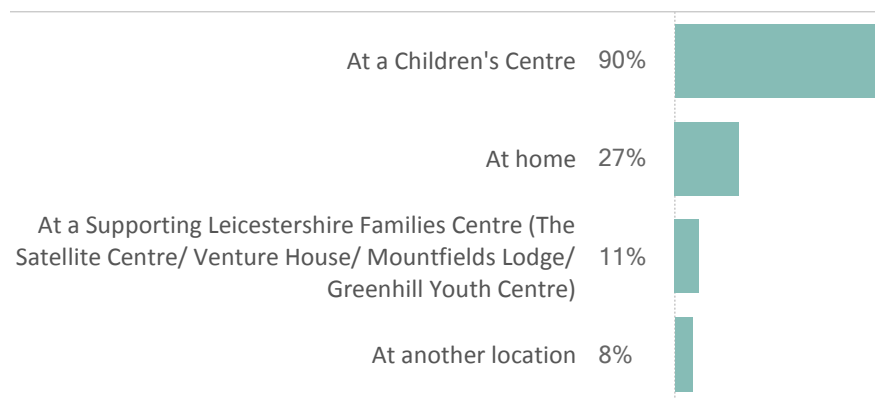 At a Children's Centre 90%
At home 27%
At a Supporting Leicestershire Families Centre (The
Satellite Centre/ Venture House/ Mountfields Lodge/ 11%
Greenhill Youth Centre)
At another location 8%